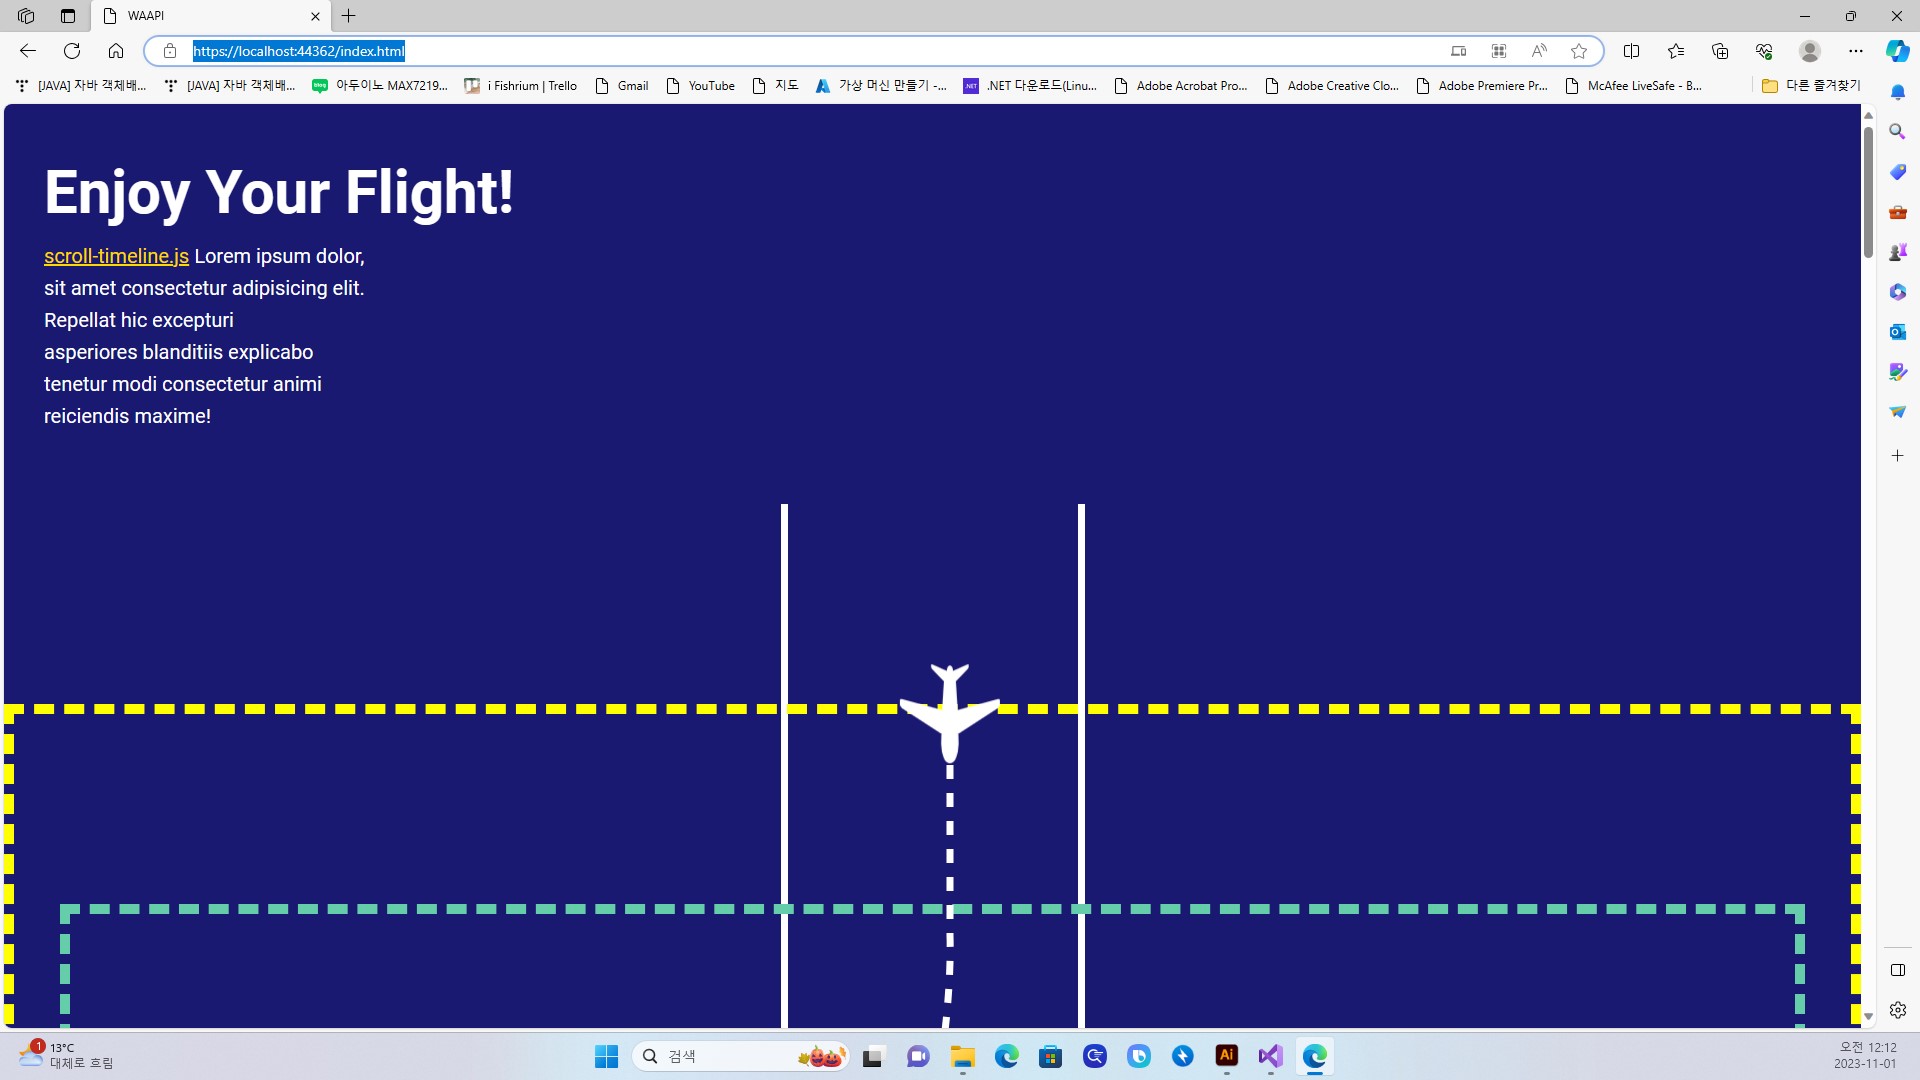 WAAPI
https://localhost:44362/index.html
[JAVA] 자바 객체배...
[JAVA] 자바 객체배...
아두이노 MAX7219...
i Fishrium | Trello
Gmail
YouTube
지도
가상 머신 만들기 -...
.NET 다운로드(Linu...
Adobe Acrobat Pro...
Adobe Creative Clo...
Adobe Premiere Pr...
McAfee LiveSafe - B...
다른 즐겨찾기
Enjoy Your Flight!
scroll-timeline.js Lorem ipsum dolor,
sit amet consectetur adipisicing elit.
Repellat hic excepturi
asperiores blanditiis explicabo
tenetur modi consectetur animi
reiciendis maxime!
1
13°C
대체로 흐림
검색
Ai
오전 12:12
2023-11-01